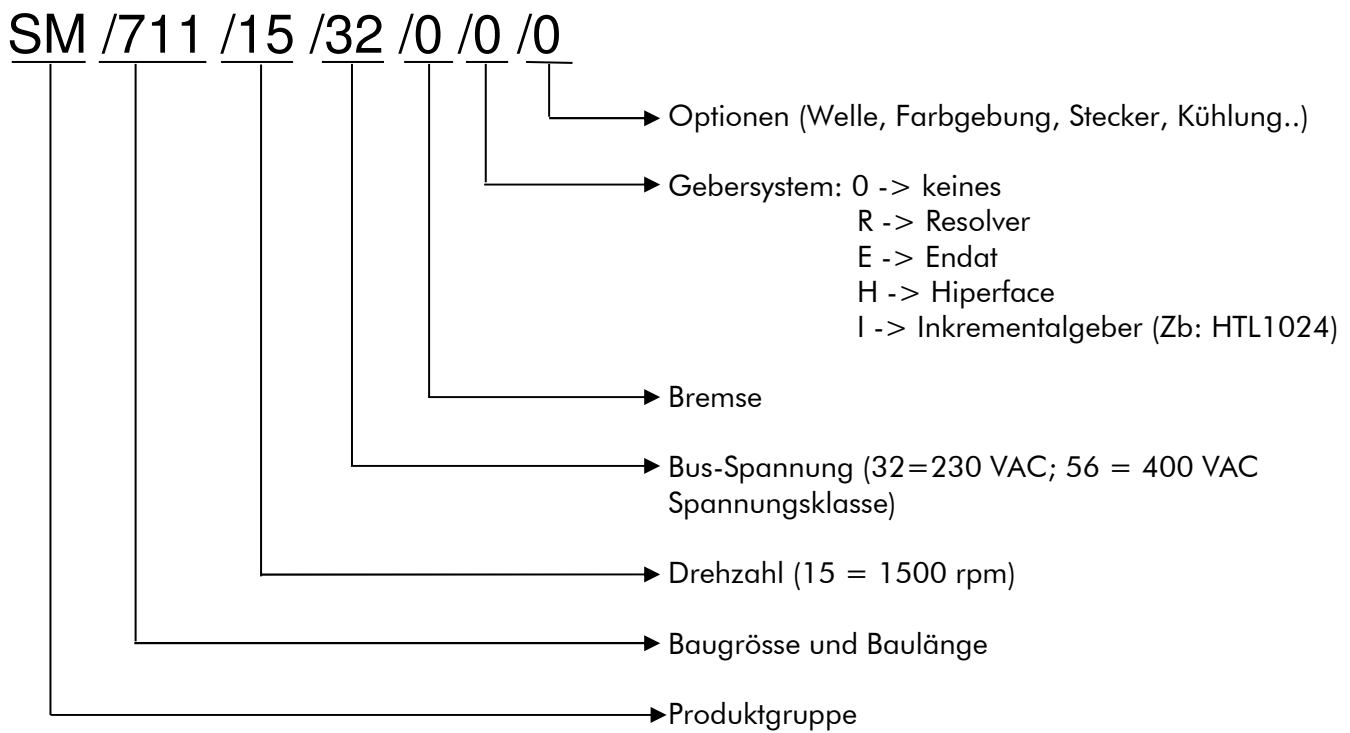 SM /711 /15 /32 /0 /0 /0
Optionen (Welle, Farbgebung, Stecker, Kühlung..)
Gebersystem: 0 -> keines
R -> Resolver
E -> Endat
H -> Hiperface
I -> Inkrementalgeber (Zb: HTL1024)
Bremse
Bus-Spannung (32=230 VAC; 56 = 400 VAC
Spannungsklasse)
Drehzahl (15 = 1500 rpm)
Baugrösse und Baulänge
Produktgruppe